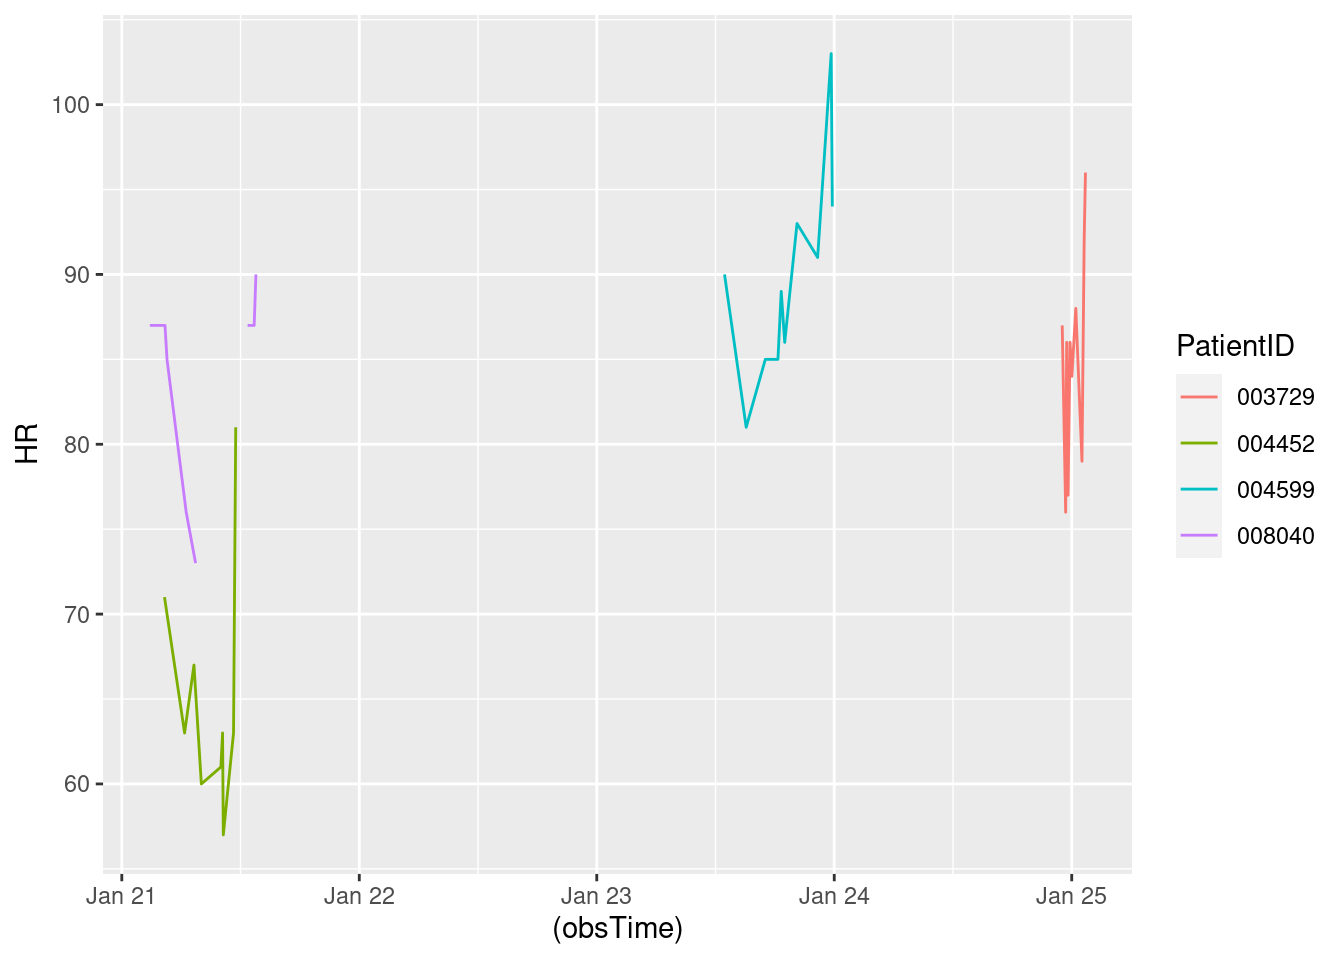 100
90
80
70
60
HR
Jan 21
Jan 22
Jan 23
Jan 24
Jan 25
(obsTime)
PatientID
003729
004452
004599
008040